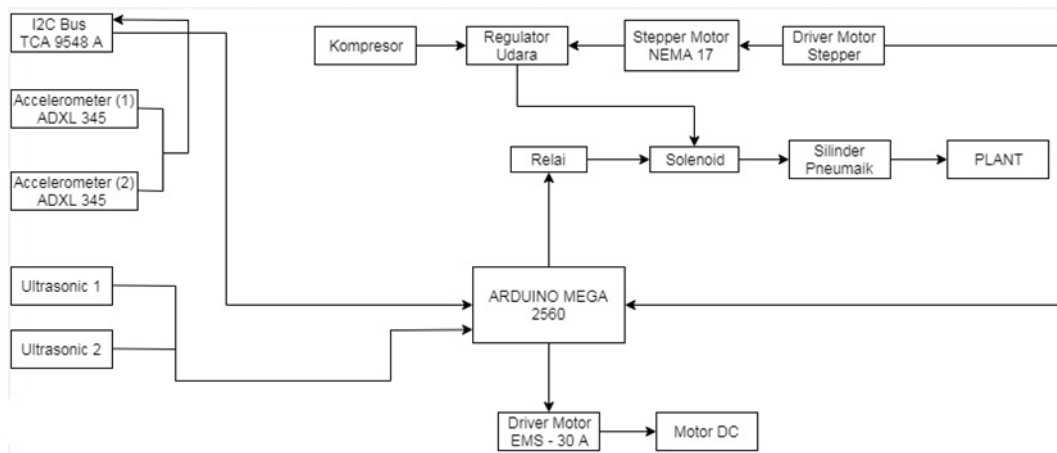 I2C Bus
TCA 9548 A
Kompresor
Regulator
Udara
Stepper Motor
NEMA 17
Driver Motor
Stepper
Accelerometer (1)
ADXL 345
Relai
Solenoid
Silinder
Pneumaik
PLANT
Accelerometer (2)
ADXL 345
Ultrasonic 1
ARDUINO MEGA
2560
Ultrasonic 2
Driver Motor
EMS - 30 A
Motor DC